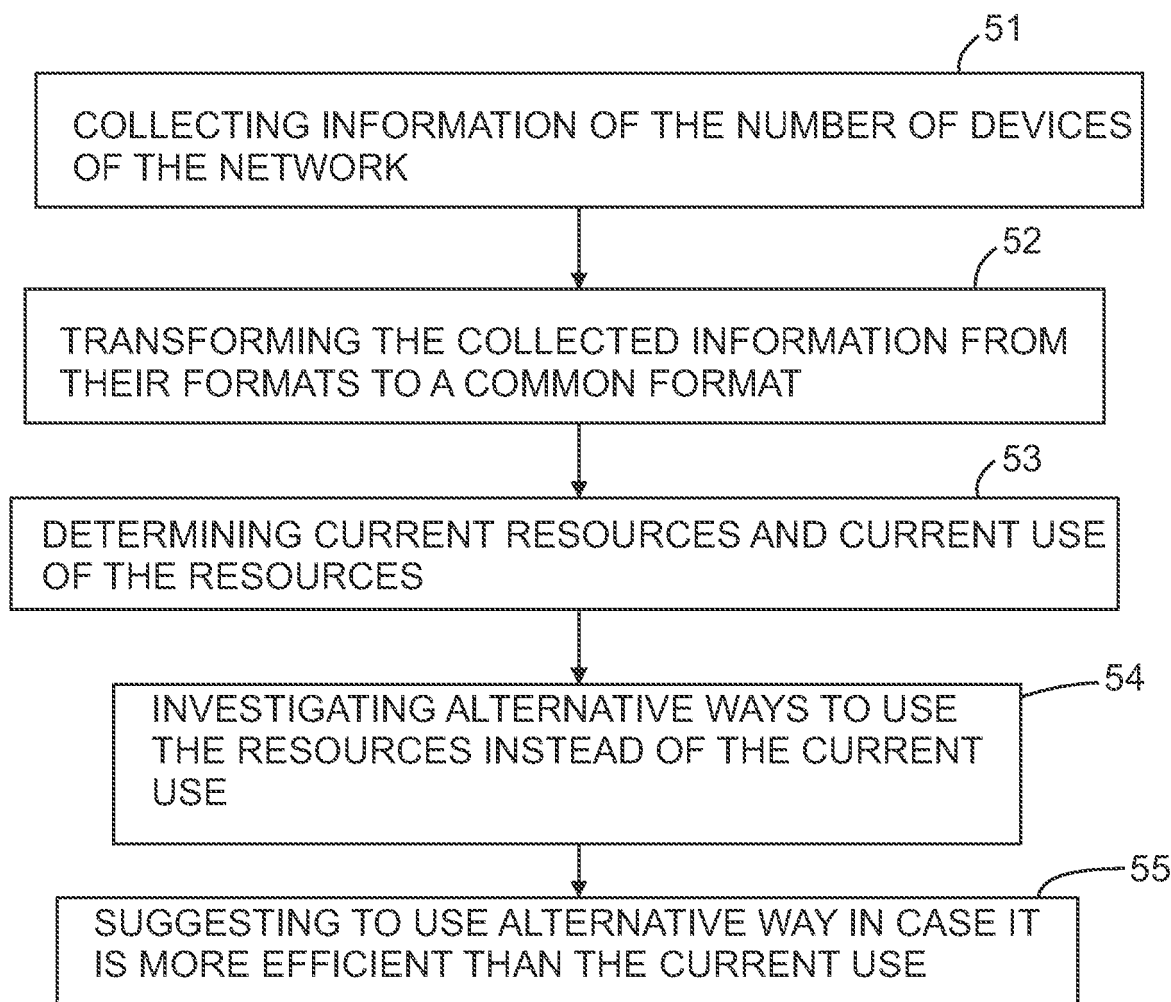 51
COLLECTING INFORMATION OF THE NUMBER OF DEVICES
OF THE NETWORK
52
TRANSFORMING THE COLLECTED INFORMATION FROM
THEIR FORMATS TO A COMMON FORMAT
53
DETERMINING CURRENT RESOURCES AND CURRENT USE
OF THE RESOURCES
54
INVESTIGATING ALTERNATIVE WAYS TO USE
THE RESOURCES INSTEAD OF THE CURRENT
USE
55
SUGGESTING TO USE ALTERNATIVE WAY IN CASE IT
IS MORE EFFICIENT THAN THE CURRENT USE